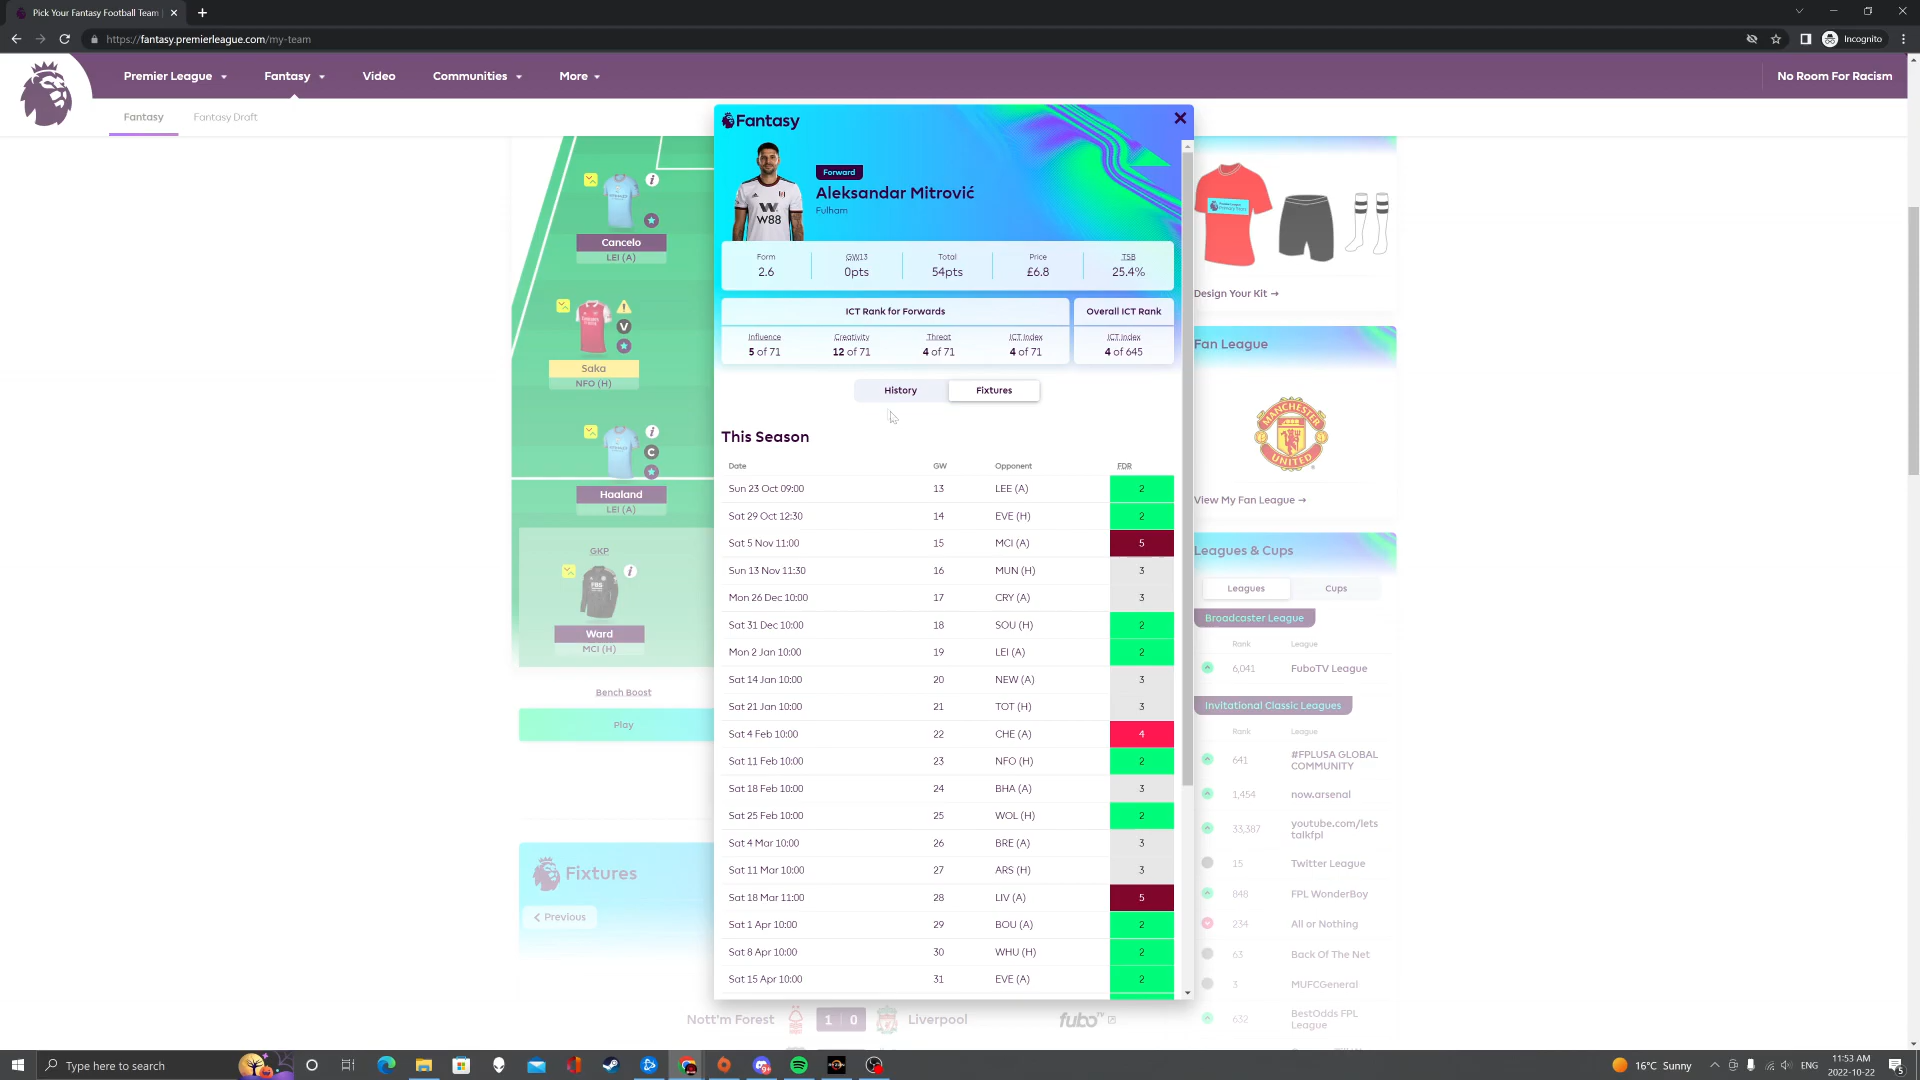 Pick Your Fantasy Football Team
https://fantasy.premierleague.com/my-team
Incognito
Premier League
Fantasy
Video
Communities
More
No Room For Racism
Fantasy
Fantasy Draft
Cancelo
LEI (A)
V
Saka
NFO (H)
C
Haaland
LEI (A)
GKP
Ward
MCI (H)
Bench Boost
Play
Fixtures
Previous
Fantasy
W88
Forward
Aleksandar Mitrović
Fulham
Form GW13 Total Price TSB
2.6 0pts 54pts £6.8 25.4%
ICT Rank for Forwards Overall ICT Rank
Influence Creativity Threat ICT Index ICT Index
5 of 71 12 of 71 4 of 71 4 of 71 4 of 645
History Fixtures
This Season
Date GW Opponent FDR
Sun 23 Oct 09:00 13 LEE (A) 2
Sat 29 Oct 12:30 14 EVE (H) 2
Sat 5 Nov 11:00 15 MCI (A) 5
Sun 13 Nov 11:30 16 MUN (H) 3
Mon 26 Dec 10:00 17 CRY (A) 3
Sat 31 Dec 10:00 18 SOU (H) 2
Mon 2 Jan 10:00 19 LEI (A) 2
Sat 14 Jan 10:00 20 NEW (A) 3
Sat 21 Jan 10:00 21 TOT (H) 3
Sat 4 Feb 10:00 22 CHE (A) 4
Sat 11 Feb 10:00 23 NFO (H) 2
Sat 18 Feb 10:00 24 BHA (A) 3
Sat 25 Feb 10:00 25 WOL (H) 2
Sat 4 Mar 10:00 26 BRE (A) 3
Sat 11 Mar 10:00 27 ARS (H) 3
Sat 18 Mar 11:00 28 LIV (A) 5
Sat 1 Apr 10:00 29 BOU (A) 2
Sat 8 Apr 10:00 30 WHU (H) 2
Sat 15 Apr 10:00 31 EVE (A) 2
Nott'm Forest 1 0 Liverpool
fubo TV
Design Your Kit →
Fan League
MANCHESTER
UNITED
View My Fan League →
Leagues & Cups
Leagues Cups
Broadcaster League
Rank League
6,041 FuboTV League
Invitational Classic Leagues
Rank League
641 #FPLUSA GLOBAL
COMMUNITY
1,454 now.arsenal
33,387 youtube.com/lets
talkfpl
15 Twitter League
848 FPL WonderBoy
234 All or Nothing
63 Back Of The Net
3 MUFCGeneral
632 BestOdds FPL
League
Type here to search
16°C Sunny
ENG
11:53 AM
2022-10-22